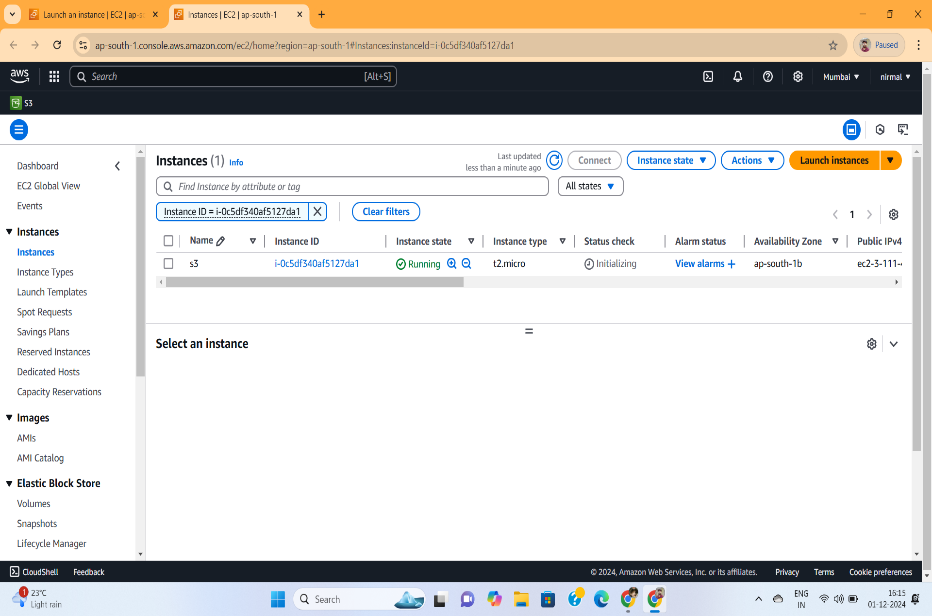 Launch an instance | EC2 | ap-s
Instances | EC2 | ap-south-1
ap-south-1.console.aws.amazon.com/ec2/home?region=ap-south-1#Instances:instanceId=i-0c5df340af5127da1
Paused
aws
Search
[Alt+S]
Mumbai
nirmal
S3
Dashboard
EC2 Global View
Events
Instances
Instances
Instance Types
Launch Templates
Spot Requests
Savings Plans
Reserved Instances
Dedicated Hosts
Capacity Reservations
Images
AMIs
AMI Catalog
Elastic Block Store
Volumes
Snapshots
Lifecycle Manager
Instances (1) Info
Last updated
less than a minute ago
Connect
Instance state
Actions
Launch instances
Find Instance by attribute or tag
All states
Instance ID = i-0c5df340af5127da1
Clear filters
1
Name Instance ID Instance state Instance type Status check Alarm status Availability Zone Public IPv4
s3 i-0c5df340af5127da1 Running t2.micro Initializing View alarms + ap-south-1b ec2-3-111-
Select an instance
CloudShell Feedback © 2024, Amazon Web Services, Inc. or its affiliates. Privacy Terms Cookie preferences
1
23°C
Light rain
Search
ENG
IN
16:15
01-12-2024